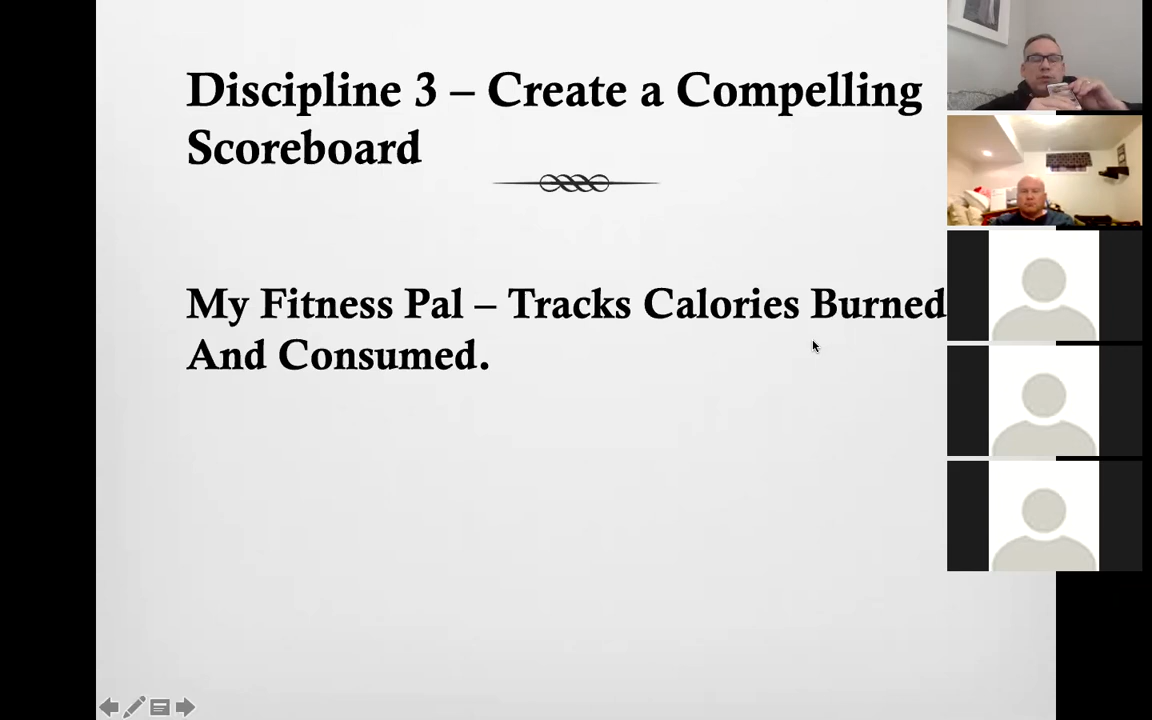 Discipline 3 – Create a Compelling
Scoreboard
My Fitness Pal – Tracks Calories Burned
And Consumed.